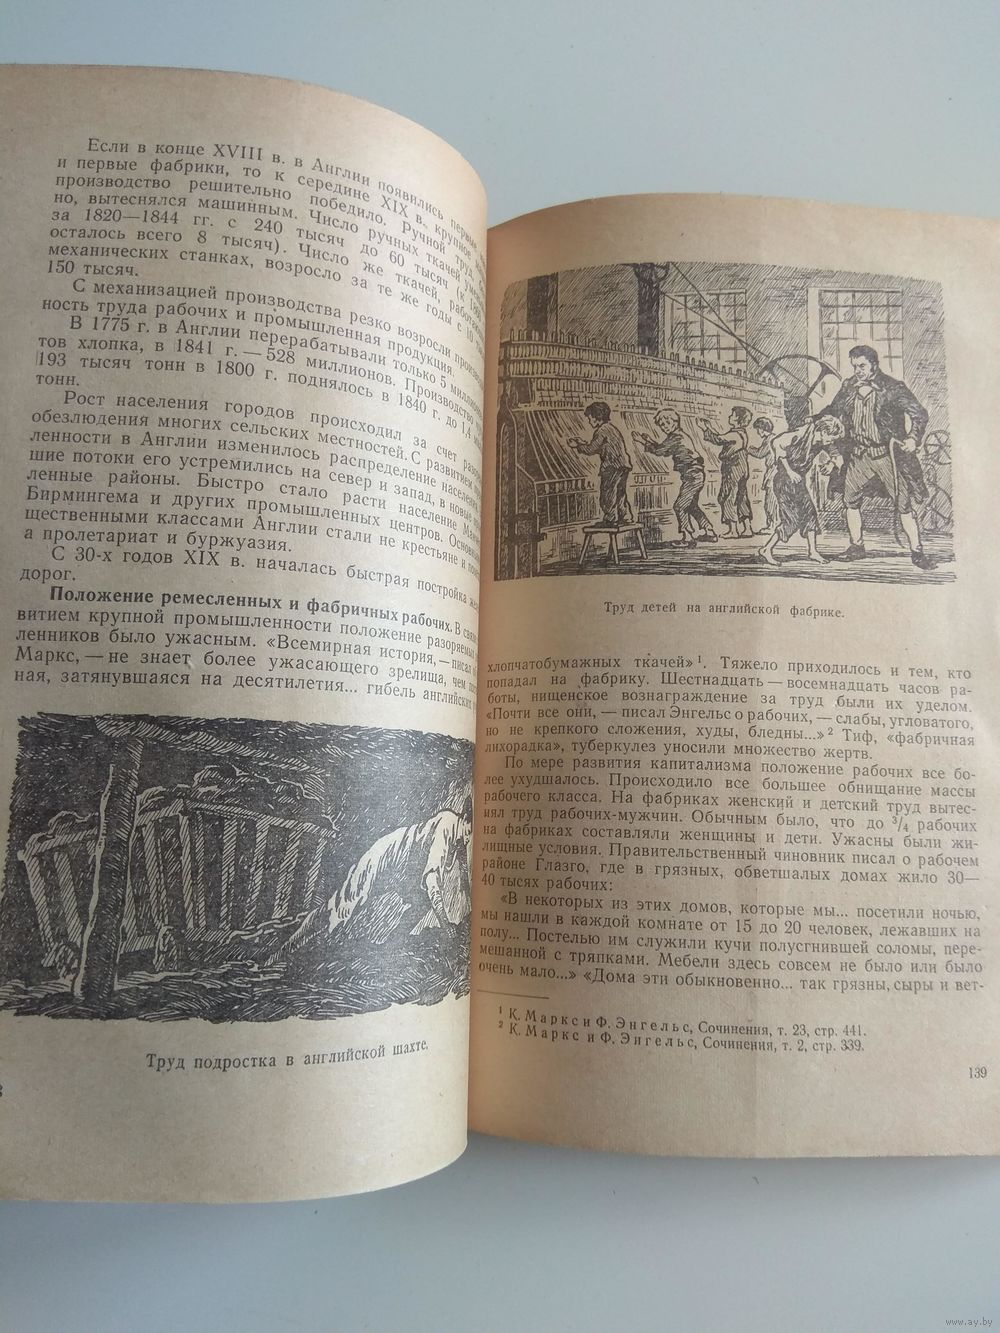 Если в конце XVIII в. в Англии появились
и первые фабрики, то к середине XIX в. крупное
производство решительно победило. Ручной труд,
но, вытеснялся машинным. Число ручных ткачей
за 1820—1844 гг. с 240 тысяч до 60 тысяч
осталось всего 8 тысяч). Число же ткачей,
механических станках, возросло за те же годы с 10
150 тысяч.
С механизацией производства резко возросли
ность труда рабочих и промышленная продукция.
В 1775 г. в Англии перерабатывали только 5
тов хлопка, в 1841 г. — 528 миллионов. Производство
193 тысяч тонн в 1800 г. поднялось в 1840 г. до 1,4
тонн.
Рост населения городов происходил за счет
обезлюдения многих сельских местностей. С развитием
ленности в Англии изменилось распределение
шие потоки его устремились на север и запад, в новые
ленные районы. Быстро стало расти население
Бирмингема и других промышленных центров.
щественными классами Англии стали не крестьяне и
а пролетариат и буржуазия.
С 30-х годов XIX в. началась быстрая постройка
дорог.
Положение ремесленных и фабричных рабочих. В
витием крупной промышленности положение разоряемых
ленников было ужасным. «Всемирная история, — писал
Маркс, — не знает более ужасающего зрелища, чем
ная, затянувшаяся на десятилетия... гибель английских
Труд подростка в английской шахте.
Труд детей на английской фабрике.
хлопчатобумажных ткачей» ¹. Тяжело приходилось и тем, кто
попадал на фабрику. Шестнадцать — восемнадцать часов ра-
боты, нищенское вознаграждение за труд были их уделом.
«Почти все они, — писал Энгельс о рабочих, — слабы, угловатого,
но не крепкого сложения, худы, бледны...» ² Тиф, «фабричная
лихорадка», туберкулез уносили множество жертв.
По мере развития капитализма положение рабочих все бо-
лее ухудшалось. Происходило все большее обнищание массы
рабочего класса. На фабриках женский и детский труд вытес-
нял труд рабочих-мужчин. Обычным было, что до ³/₄ рабочих
на фабриках составляли женщины и дети. Ужасны были жи-
лищные условия. Правительственный чиновник писал о рабочем
районе Глазго, где в грязных, обветшалых домах жило 30—
40 тысяч рабочих:
«В некоторых из этих домов, которые мы... посетили ночью,
мы нашли в каждой комнате от 15 до 20 человек, лежавших на
полу... Постелью им служили кучи полусгнившей соломы, пере-
мешанной с тряпками. Мебели здесь совсем не было или было
очень мало...» «Дома эти обыкновенно... так грязны, сыры и вет-
¹ К. Маркс и Ф. Энгельс, Сочинения, т. 23, стр. 441.
² К. Маркс и Ф. Энгельс, Сочинения, т. 2, стр. 339.
139
www.ay.by